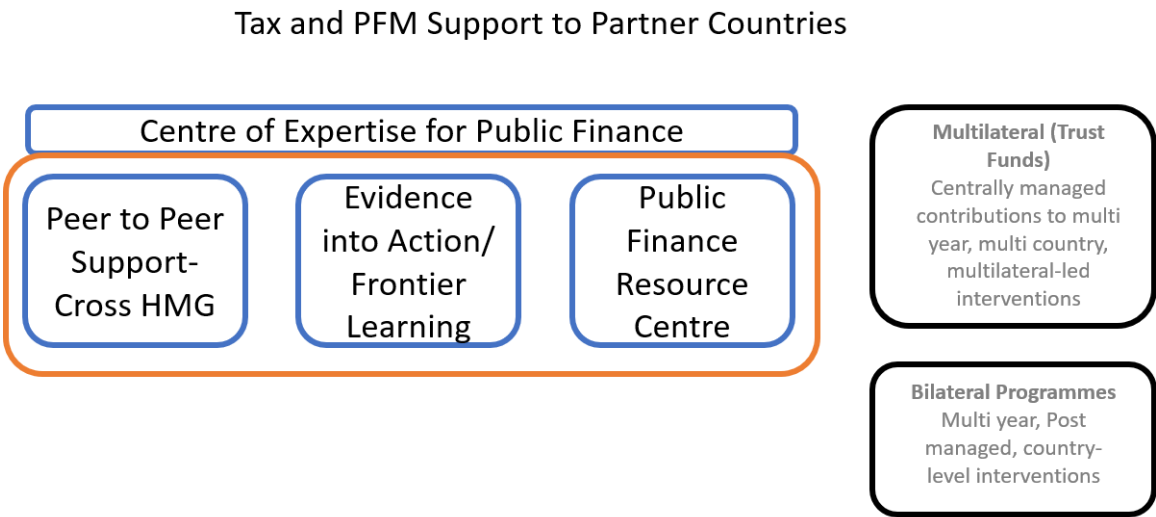 Tax and PFM Support to Partner Countries
Centre of Expertise for Public Finance
Peer to Peer
Support-
Cross HMG
Evidence
into Action/
Frontier
Learning
Public
Finance
Resource
Centre
Multilateral (Trust
Funds)
Centrally managed
contributions to multi
year, multi country,
multilateral-led
interventions
Bilateral Programmes
Multi year, Post
managed, country-
level interventions